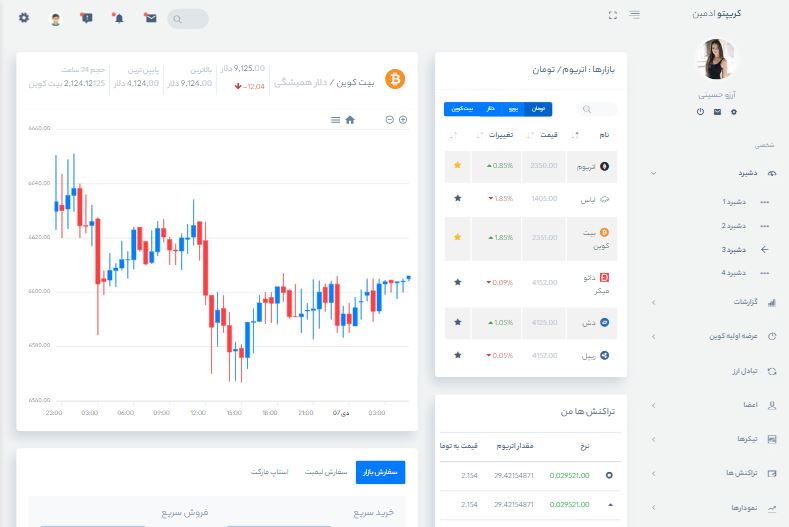 کریپتو ادمین
آرزو حسینی
شخصی
دشبرد
دشبرد 1
دشبرد 2
دشبرد 3
دشبرد 4
گزارشات
عرضه اولیه کوین
تبادل ارز
اعضا
تیکرها
تراکنش ها
نمودارها
بازارها : اتریوم/ تومان
تومان یورو دلار بیت‌کوین
نام قیمت تغییرات
اتریوم 2350.00 0.85%
لیاس 1405.00 1.85%
بیت کوین 2351.00 1.85%
دائو میکر 4152.00 0.09%
دش 4125.00 1.05%
ریپل 4157.00 0.05%
تراکنش ها من
نرخ مقدار اتریوم قیمت به توما
0.029521.00 29.42154871 2.154
0.029521.00 29.42154871 2.154
بیت کوین / دلار همیشگی
9,125.00 دلار
-12.04
بالاترین
9,124.00 دلار
پایین ترین
4,124.00 دلار
حجم 24 ساعت
2,124.12125 بیت کوین
6660.00
6640.00
6620.00
6600.00
6580.00
6560.00
23:00 03:00 06:00 09:00 12:00 15:00 18:00 21:00 07 دی 03:00
سفارش بازار سفارش لیمیت استاپ مارکت
خرید سریع فروش سریع